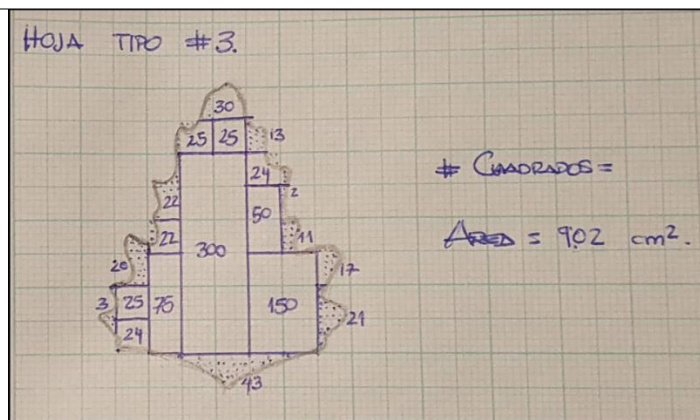 HOJA TIPO #3.
30
25 25 13
24
22 2
50
22 11
300
20 17
3 25 75 150 21
24
43
# CUADRADOS =
AREA = 902 cm².